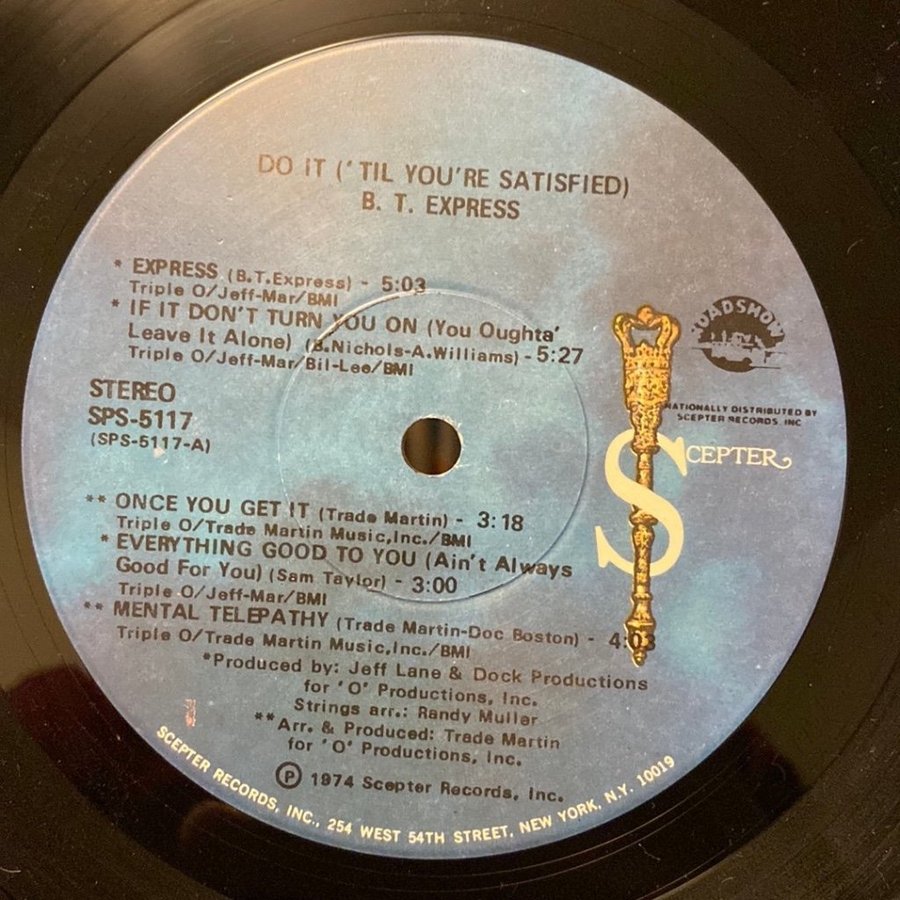 DO IT ('TIL YOU'RE SATISFIED)
B. T. EXPRESS
* EXPRESS (B.T.Express) - 5:03
Triple O/Jeff-Mar/BMI
* IF IT DON'T TURN YOU ON (You Oughta'
Leave It Alone) (B.Nichols-A.Williams) - 5:27
Triple O/Jeff-Mar/Bil-Lee/BMI
STEREO
SPS-5117
(SPS-5117-A)
ROADSHOW
NATIONALLY DISTRIBUTED BY
SCEPTER RECORDS, INC
SCEPTER
** ONCE YOU GET IT (Trade Martin) - 3:18
Triple O/Trade Martin Music,Inc./BMI
* EVERYTHING GOOD TO YOU (Ain't Always
Good For You) (Sam Taylor) - 3:00
Triple O/Jeff-Mar/BMI
** MENTAL TELEPATHY (Trade Martin-Doc Boston) - 4:03
Triple O/Trade Martin Music,Inc./BMI
*Produced by: Jeff Lane & Dock Productions
for 'O' Productions, Inc.
Strings arr.: Randy Muller
**Arr. & Produced: Trade Martin
for 'O' Productions, Inc.
Ⓟ 1974 Scepter Records, Inc.
SCEPTER RECORDS, INC., 254 WEST 54TH STREET, NEW YORK, N.Y. 10019